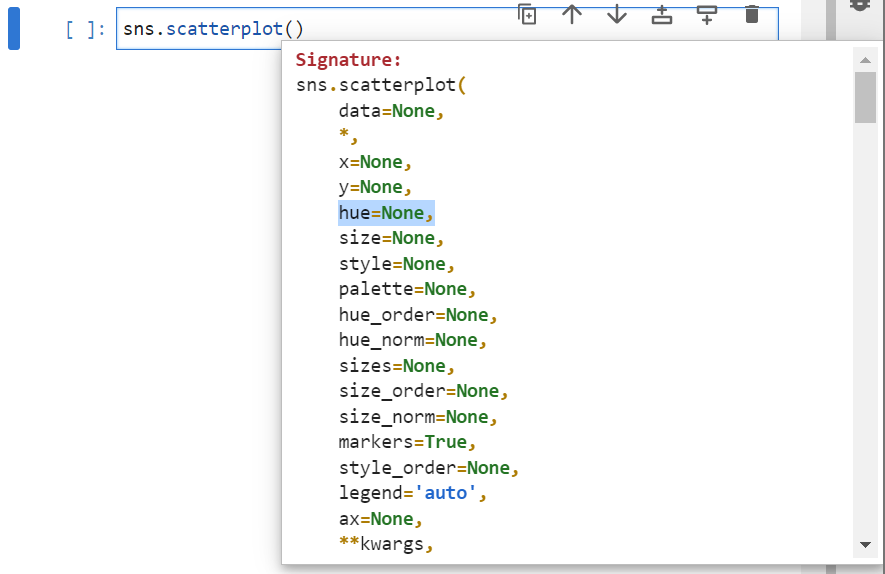 [ ]: sns.scatterplot()
Signature:
sns.scatterplot(
    data=None,
    *,
    x=None,
    y=None,
    hue=None,
    size=None,
    style=None,
    palette=None,
    hue_order=None,
    hue_norm=None,
    sizes=None,
    size_order=None,
    size_norm=None,
    markers=True,
    style_order=None,
    legend='auto',
    ax=None,
    **kwargs,